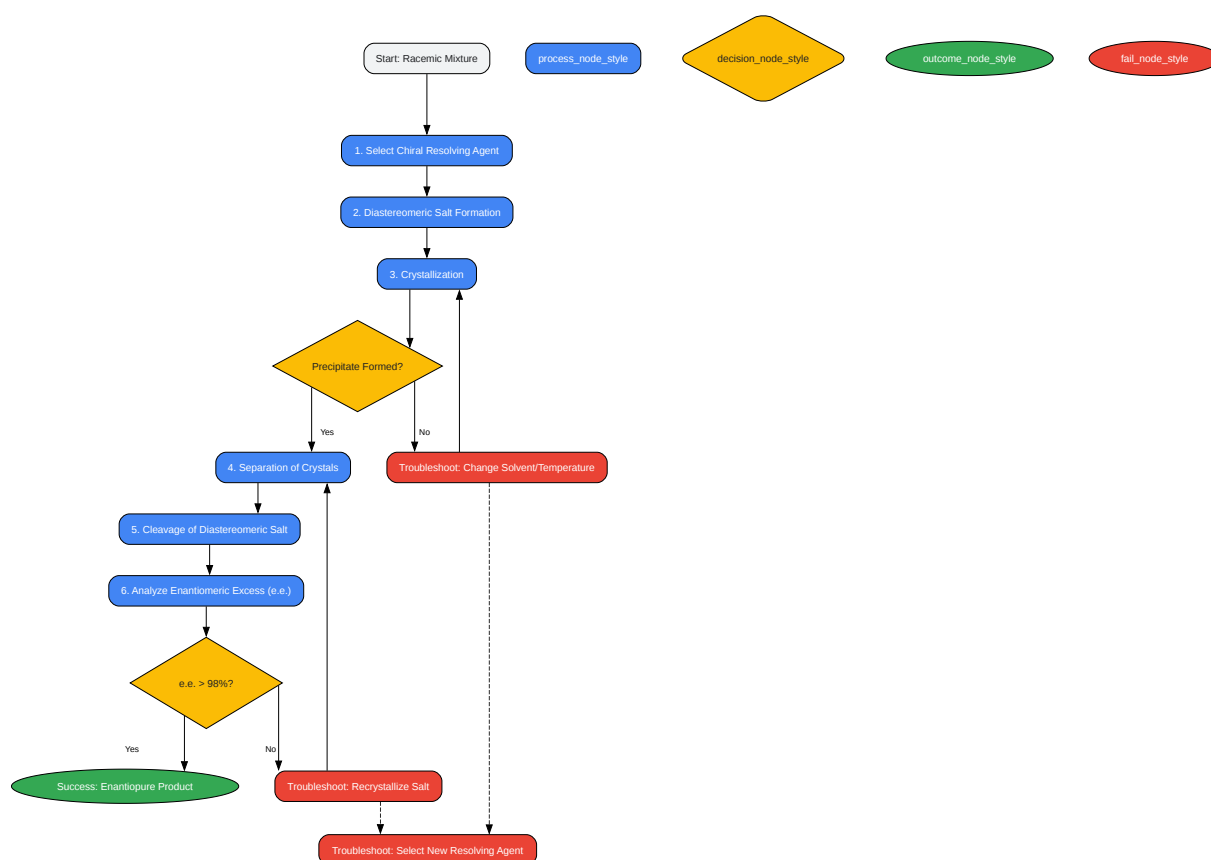 Start: Racemic Mixture
process_node_style
decision_node_style
outcome_node_style
fail_node_style
1. Select Chiral Resolving Agent
2. Diastereomeric Salt Formation
3. Crystallization
Precipitate Formed?
Yes
No
4. Separation of Crystals
Troubleshoot: Change Solvent/Temperature
5. Cleavage of Diastereomeric Salt
6. Analyze Enantiomeric Excess (e.e.)
e.e. > 98%?
Yes
No
Success: Enantiopure Product
Troubleshoot: Recrystallize Salt
Troubleshoot: Select New Resolving Agent